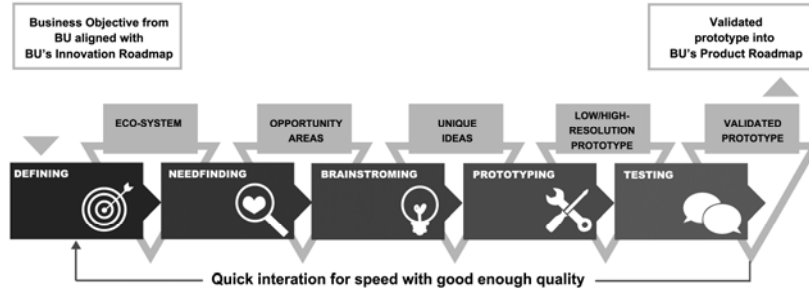 Business Objective from
BU aligned with
BU's Innovation Roadmap
Validated
prototype into
BU's Product Roadmap
ECO-SYSTEM
OPPORTUNITY
AREAS
UNIQUE
IDEAS
LOW/HIGH-
RESOLUTION
PROTOTYPE
VALIDATED
PROTOTYPE
DEFINING
NEEDFINDING
BRAINSTROMING
PROTOTYPING
TESTING
Quick interation for speed with good enough quality